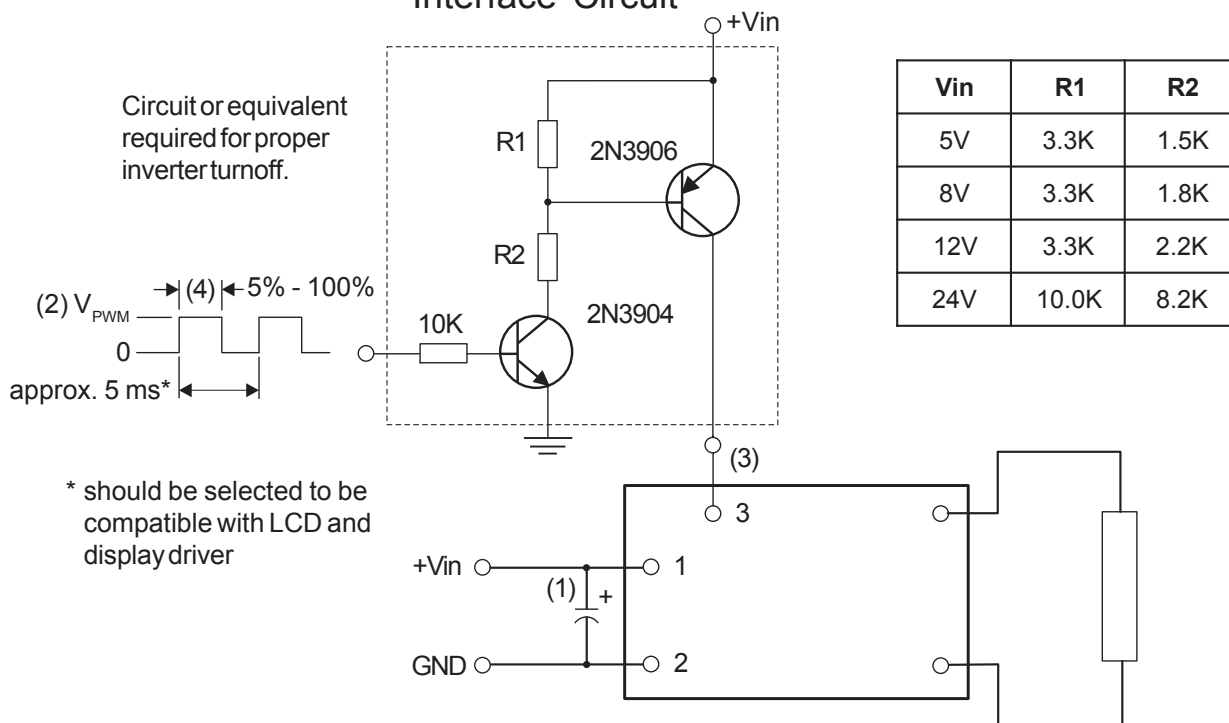 Interface Circuit
+Vin
Circuit or equivalent
required for proper
inverter turnoff.
R1
2N3906
R2
(2) VPWM
(4)
5% - 100%
0
approx. 5 ms*
10K
2N3904
Vin R1 R2
5V 3.3K 1.5K
8V 3.3K 1.8K
12V 3.3K 2.2K
24V 10.0K 8.2K
(3)
* should be selected to be
compatible with LCD and
display driver
3
+Vin
1
(1)
+
GND
2